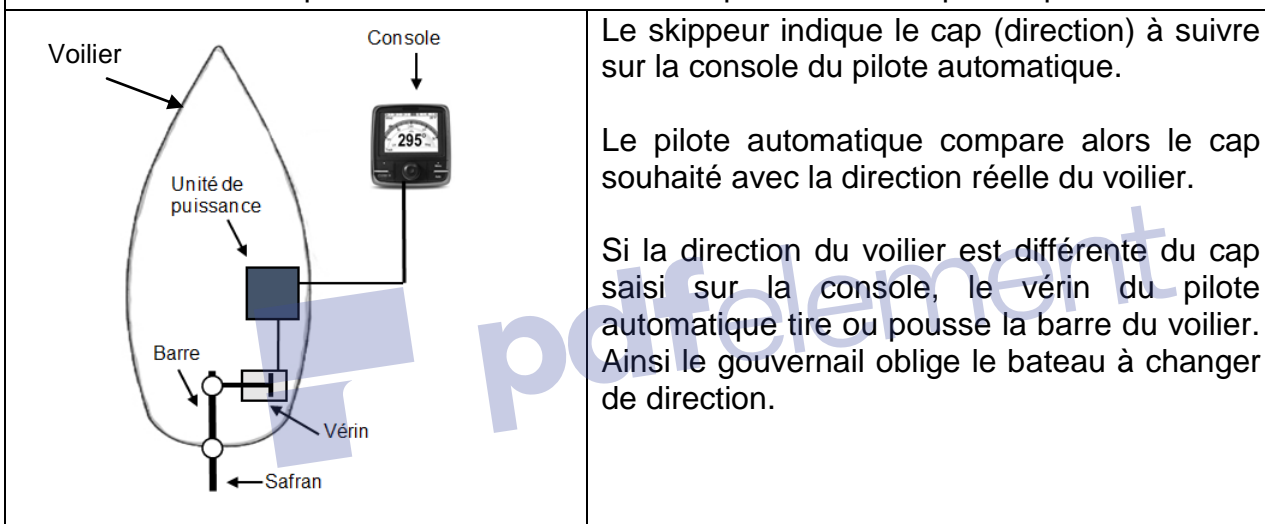 Voilier
Console
295°
Unité de
puissance
Barre
Vérin
Safran
Le skippeur indique le cap (direction) à suivre
sur la console du pilote automatique.
Le pilote automatique compare alors le cap
souhaité avec la direction réelle du voilier.
Si la direction du voilier est différente du cap
saisi sur la console, le vérin du pilote
automatique tire ou pousse la barre du voilier.
Ainsi le gouvernail oblige le bateau à changer
de direction.
pdfelement